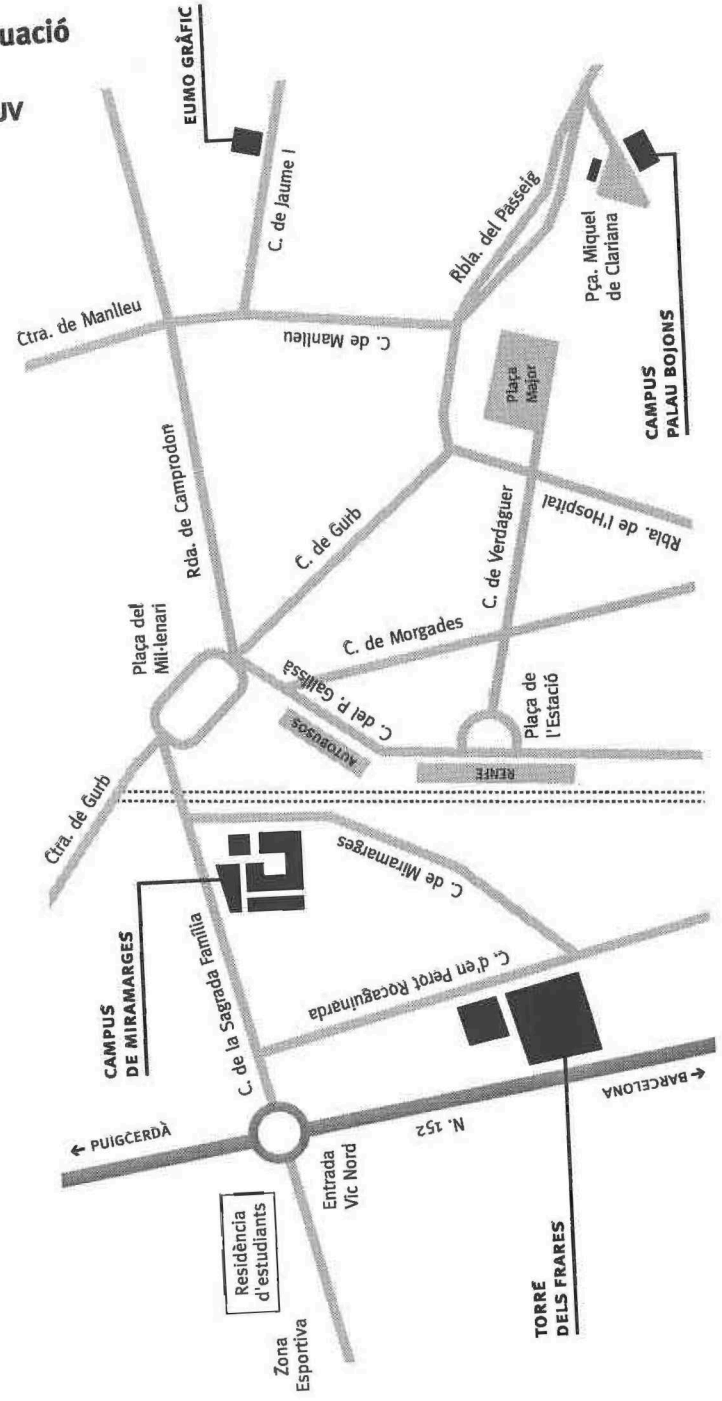 uació
UV
EUMO GRÀFIC
C. de Jaume I
Ctra. de Manlleu
C. de Manlleu
Rbla. del Passeig
Pça. Miquel
de Clariana
CAMPUS
PALAU BOJONS
Plaça
Major
Rda. de Camprodon
C. de Gurb
C. de Verdaguer
Rbla. de l'Hospital
Plaça del
Mil·lenari
C. de Morgades
C. del P. Gallissà
AUTOBUSOS
Plaça de
l'Estació
RENFE
Ctra. de Gurb
C. de Miramarges
CAMPUS
DE MIRAMARGES
C. de la Sagrada Família
C. d'en Perot Rocaguinarda
← PUIGCERDÀ
N. 152
← BARCELONA
Entrada
Vic Nord
Residència
d'estudiants
Zona
Esportiva
TORRE
DELS FRARES